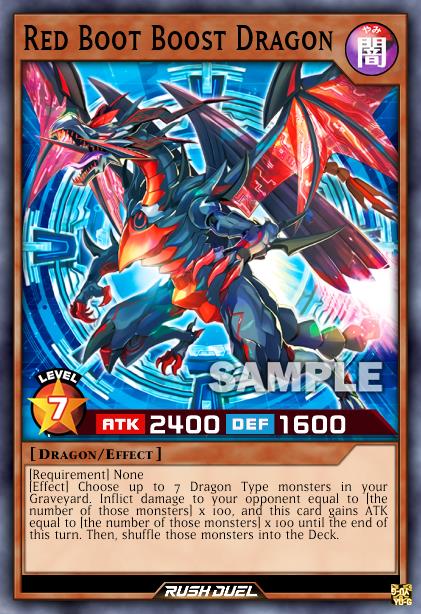 RED BOOT BOOST DRAGON
やみ
闇
SAMPLE
LEVEL
7
ATK 2400 DEF 1600
[DRAGON/EFFECT]
[Requirement] None
[Effect] Choose up to 7 Dragon Type monsters in your
Graveyard. Inflict damage to your opponent equal to [the
number of those monsters] x 100, and this card gains ATK
equal to [the number of those monsters] x 100 until the end of
this turn. Then, shuffle those monsters into the Deck.
RUSH DUEL